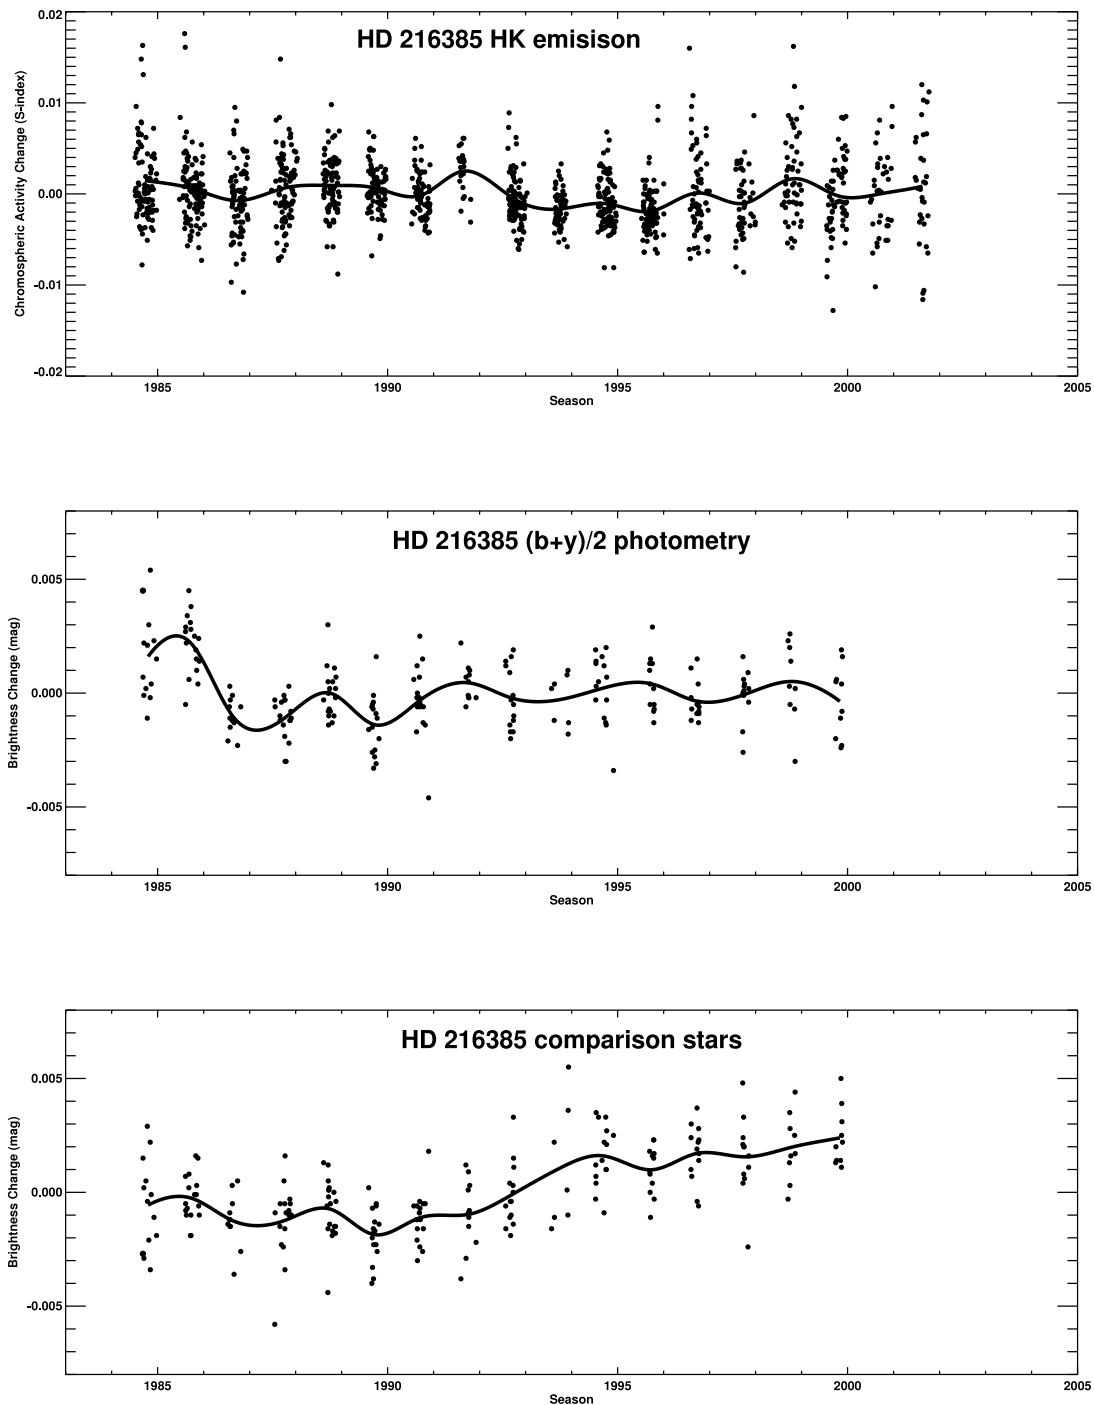 HD 216385 HK emisison
Chromospheric Activity Change (S-index)
0.02
0.01
0.00
-0.01
-0.02
1985 1990 1995 2000 2005
Season
HD 216385 (b+y)/2 photometry
Brightness Change (mag)
0.005
0.000
-0.005
1985 1990 1995 2000 2005
Season
HD 216385 comparison stars
Brightness Change (mag)
0.005
0.000
-0.005
1985 1990 1995 2000 2005
Season